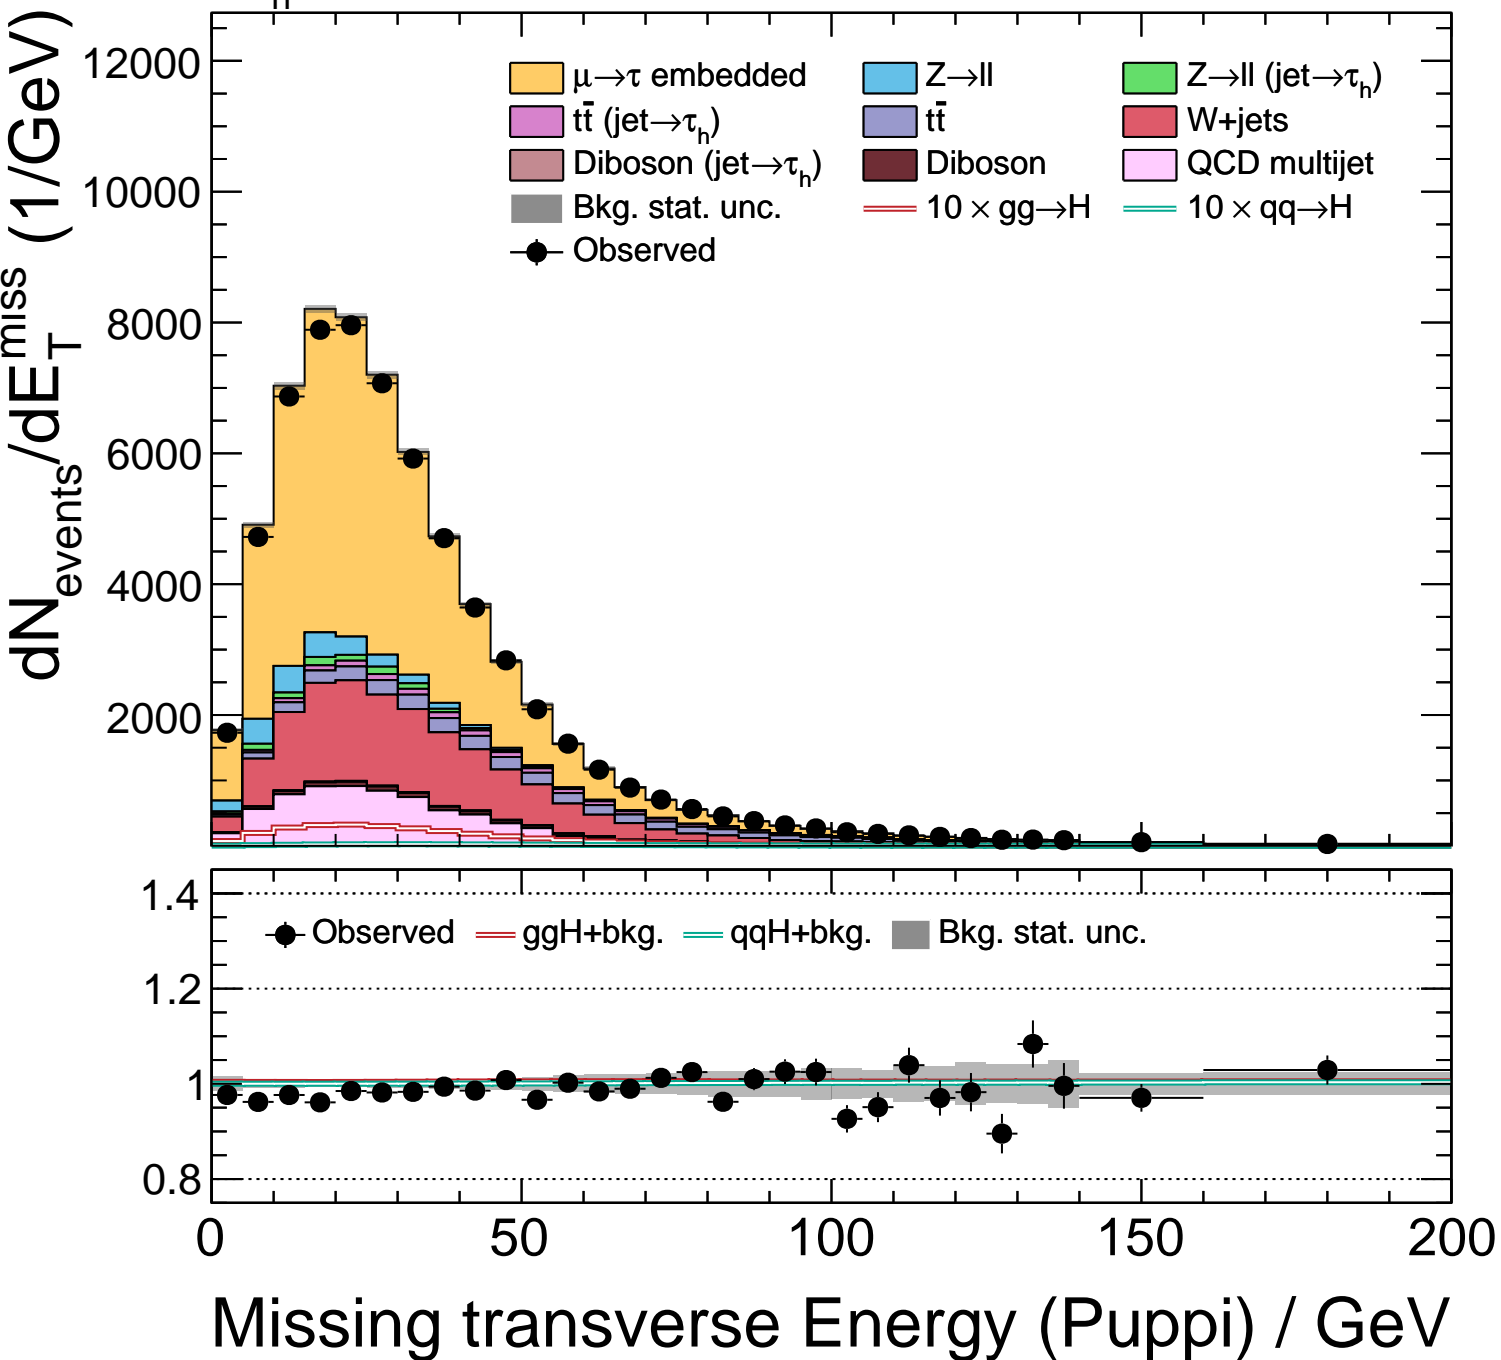 dN_events/dE_T^miss (1/GeV)
12000
10000
8000
6000
4000
2000
μ→τ embedded
Z→ll
Z→ll (jet→τ_h)
tt̄ (jet→τ_h)
tt̄
W+jets
Diboson (jet→τ_h)
Diboson
QCD multijet
Bkg. stat. unc.
10 × gg→H
10 × qq→H
Observed
1.4
1.2
1
0.8
Observed
ggH+bkg.
qqH+bkg.
Bkg. stat. unc.
0
50
100
150
200
Missing transverse Energy (Puppi) / GeV